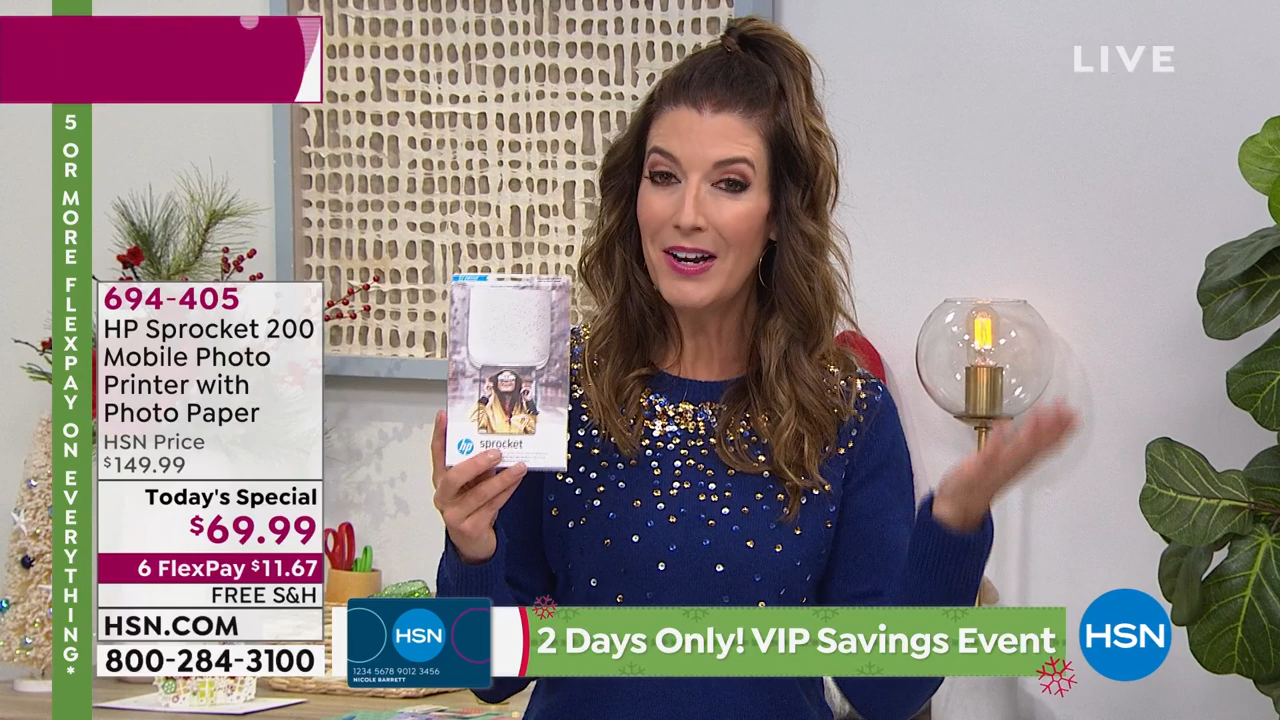 LIVE
5 OR MORE FLEXPAY ON EVERYTHING*
694-405
HP Sprocket 200
Mobile Photo
Printer with
Photo Paper
HSN Price
$149.99
Today's Special
$69.99
6 FlexPay $11.67
FREE S&H
HSN.COM
800-284-3100
hp sprocket
HSN
1234 5678 9012 3456
NICOLE BARRETT
2 Days Only! VIP Savings Event
HSN